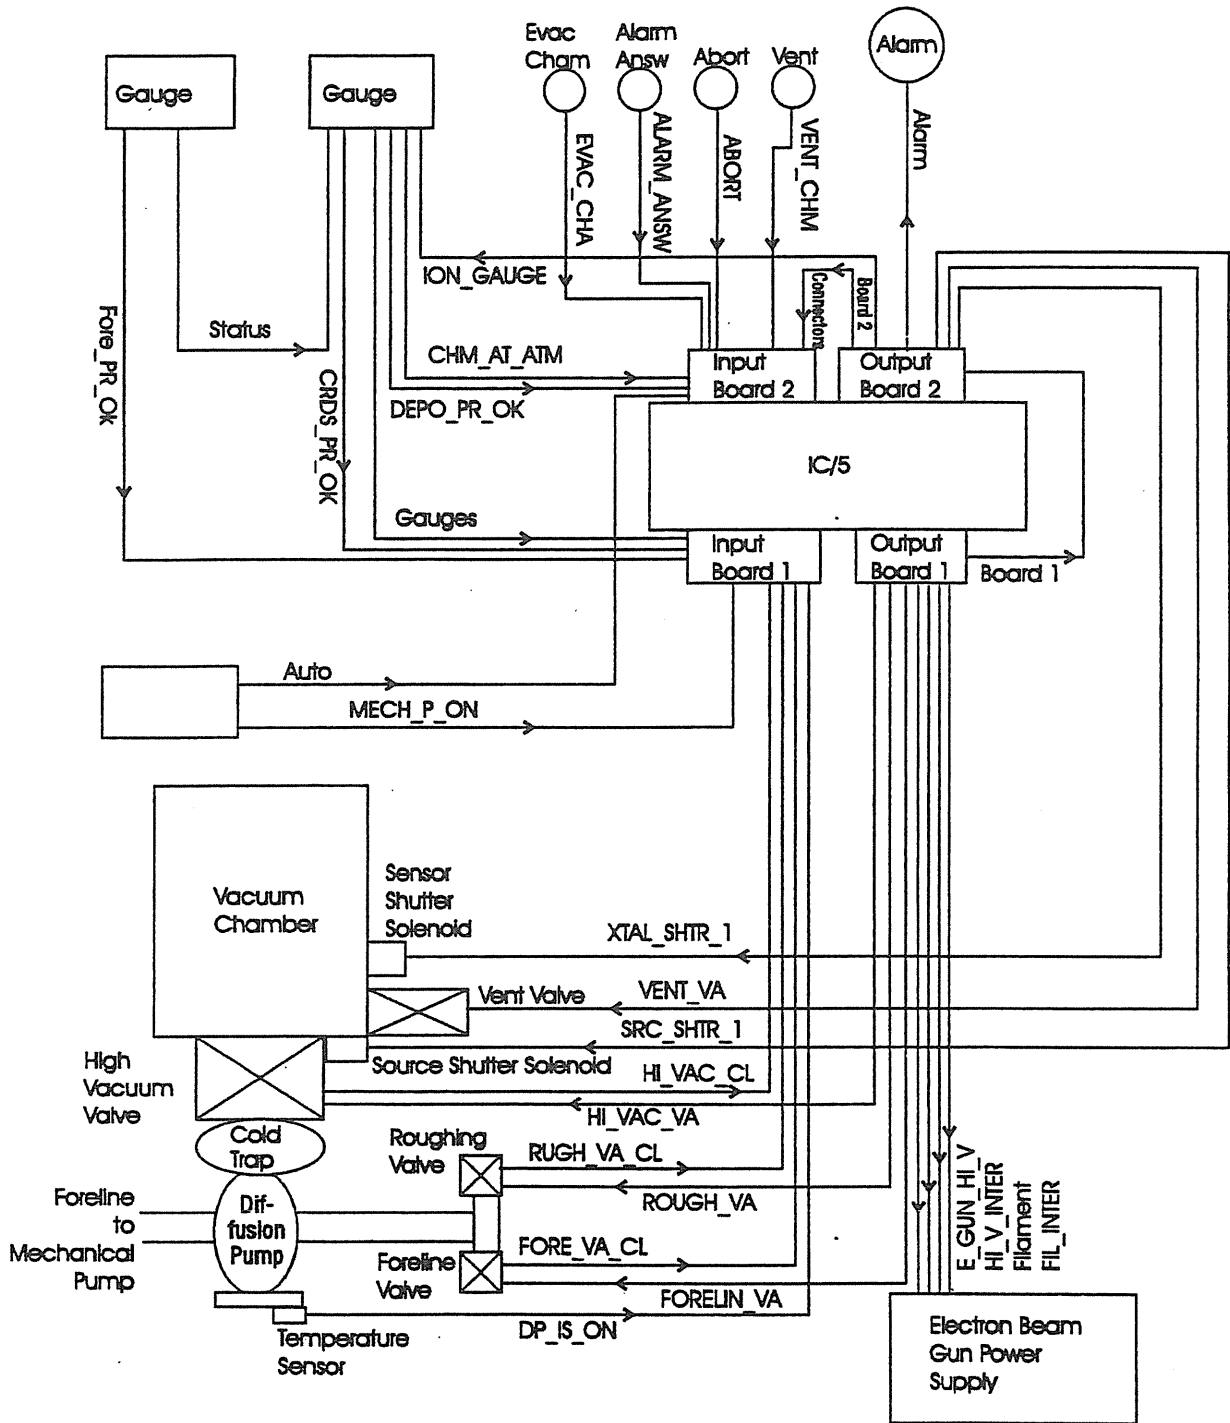 Evac
Cham
Alarm
Answ
Abort
Vent
Alarm
Gauge
Gauge
EVAC_CHA
ALARM_ANSW
ABORT
VENT_CHM
Alarm
ION_GAUGE
Connectors
Board 2
Fore_PR_Ok
Status
CRDS_PR_OK
CHM_AT_ATM
DEPO_PR_OK
Input
Board 2
Output
Board 2
IC/5
Gauges
Input
Board 1
Output
Board 1
Board 1
Auto
MECH_P_ON
Vacuum
Chamber
Sensor
Shutter
Solenoid
XTAL_SHTR_1
Vent Valve
VENT_VA
SRC_SHTR_1
Source Shutter Solenoid
High
Vacuum
Valve
HI_VAC_CL
HI_VAC_VA
Cold
Trap
Roughing
Valve
RUGH_VA_CL
ROUGH_VA
Foreline
to
Mechanical
Pump
Dif-
fusion
Pump
Foreline
Valve
FORE_VA_CL
FORELIN_VA
DP_IS_ON
Temperature
Sensor
E_GUN_HI_V
HI_V_INTER
Filament
FIL_INTER
Electron Beam
Gun Power
Supply